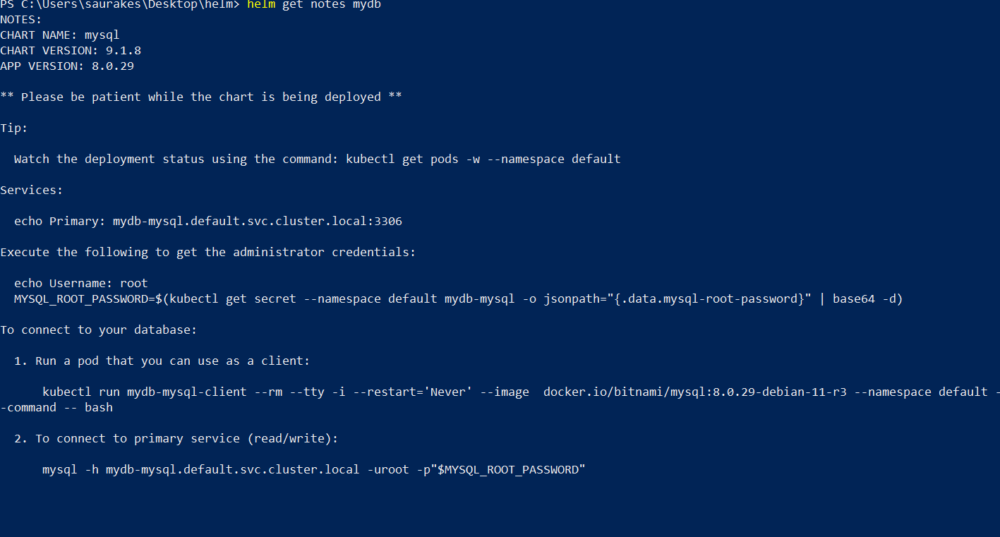 PS C:\Users\saurakes\Desktop\helm> helm get notes mydb
NOTES:
CHART NAME: mysql
CHART VERSION: 9.1.8
APP VERSION: 8.0.29
** Please be patient while the chart is being deployed **
Tip:
Watch the deployment status using the command: kubectl get pods -w --namespace default
Services:
echo Primary: mydb-mysql.default.svc.cluster.local:3306
Execute the following to get the administrator credentials:
echo Username: root
MYSQL_ROOT_PASSWORD=$(kubectl get secret --namespace default mydb-mysql -o jsonpath="{.data.mysql-root-password}" | base64 -d)
To connect to your database:
1. Run a pod that you can use as a client:
kubectl run mydb-mysql-client --rm --tty -i --restart='Never' --image  docker.io/bitnami/mysql:8.0.29-debian-11-r3 --namespace default -
-command -- bash
2. To connect to primary service (read/write):
mysql -h mydb-mysql.default.svc.cluster.local -uroot -p"$MYSQL_ROOT_PASSWORD"